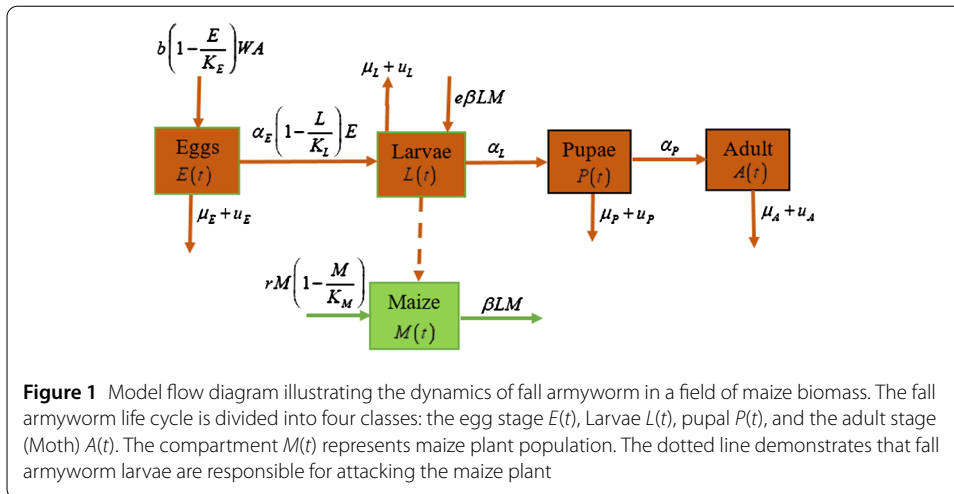 b(1-E/K_E)WA
μ_L+u_L
eβLM
α_E(1-L/K_L)E
Eggs
E(t)
Larvae
L(t)
α_L
Pupae
P(t)
α_P
Adult
A(t)
μ_E+u_E
μ_P+u_P
μ_A+u_A
rM(1-M/K_M)
Maize
M(t)
βLM
Figure 1 Model flow diagram illustrating the dynamics of fall armyworm in a field of maize biomass. The fall
armyworm life cycle is divided into four classes: the egg stage E(t), Larvae L(t), pupal P(t), and the adult stage
(Moth) A(t). The compartment M(t) represents maize plant population. The dotted line demonstrates that fall
armyworm larvae are responsible for attacking the maize plant